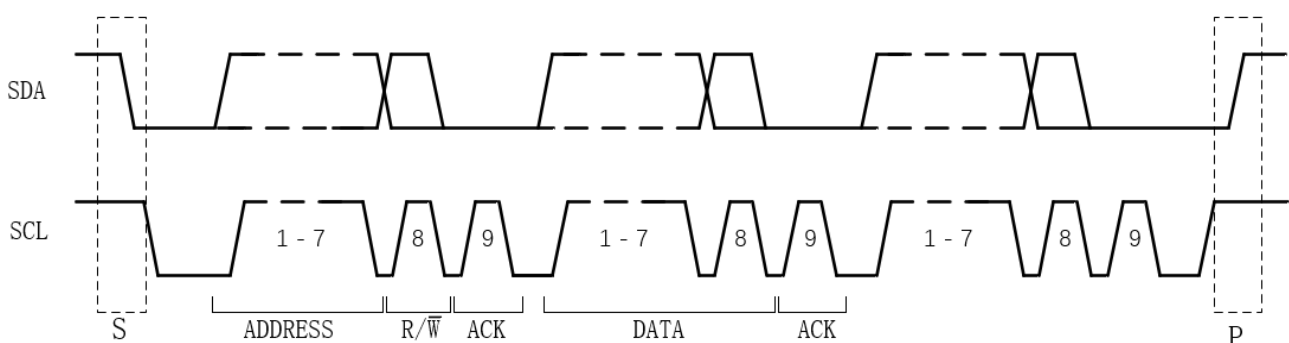 SDA
SCL
1-7 8 9 1-7 8 9 1-7 8 9
S ADDRESS R/W̅ ACK DATA ACK P